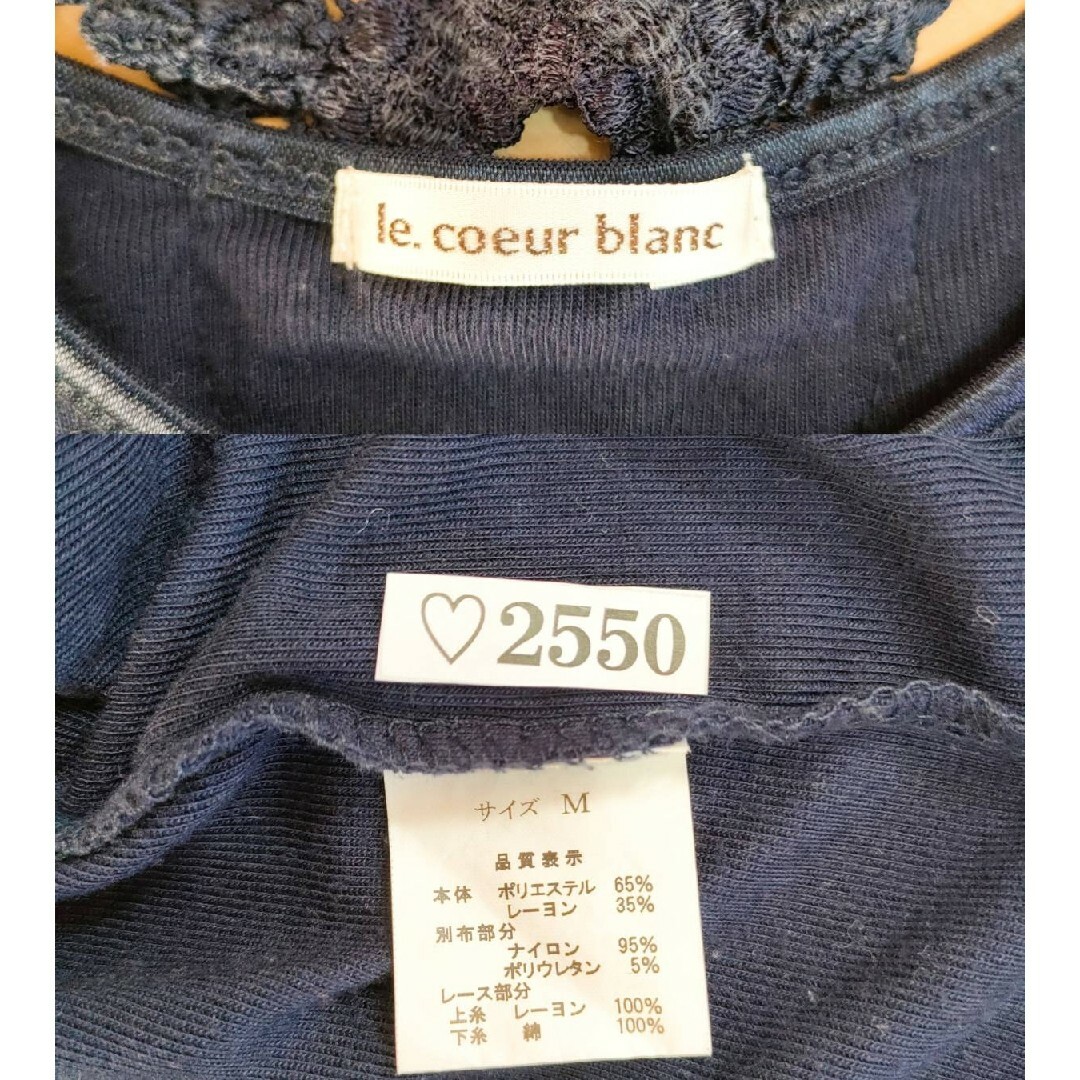 le. coeur blanc
♡2550
サイズ M
品質表示
本体 ポリエステル 65%
レーヨン 35%
別布部分
ナイロン 95%
ポリウレタン 5%
レース部分
上糸 レーヨン 100%
下糸 綿 100%